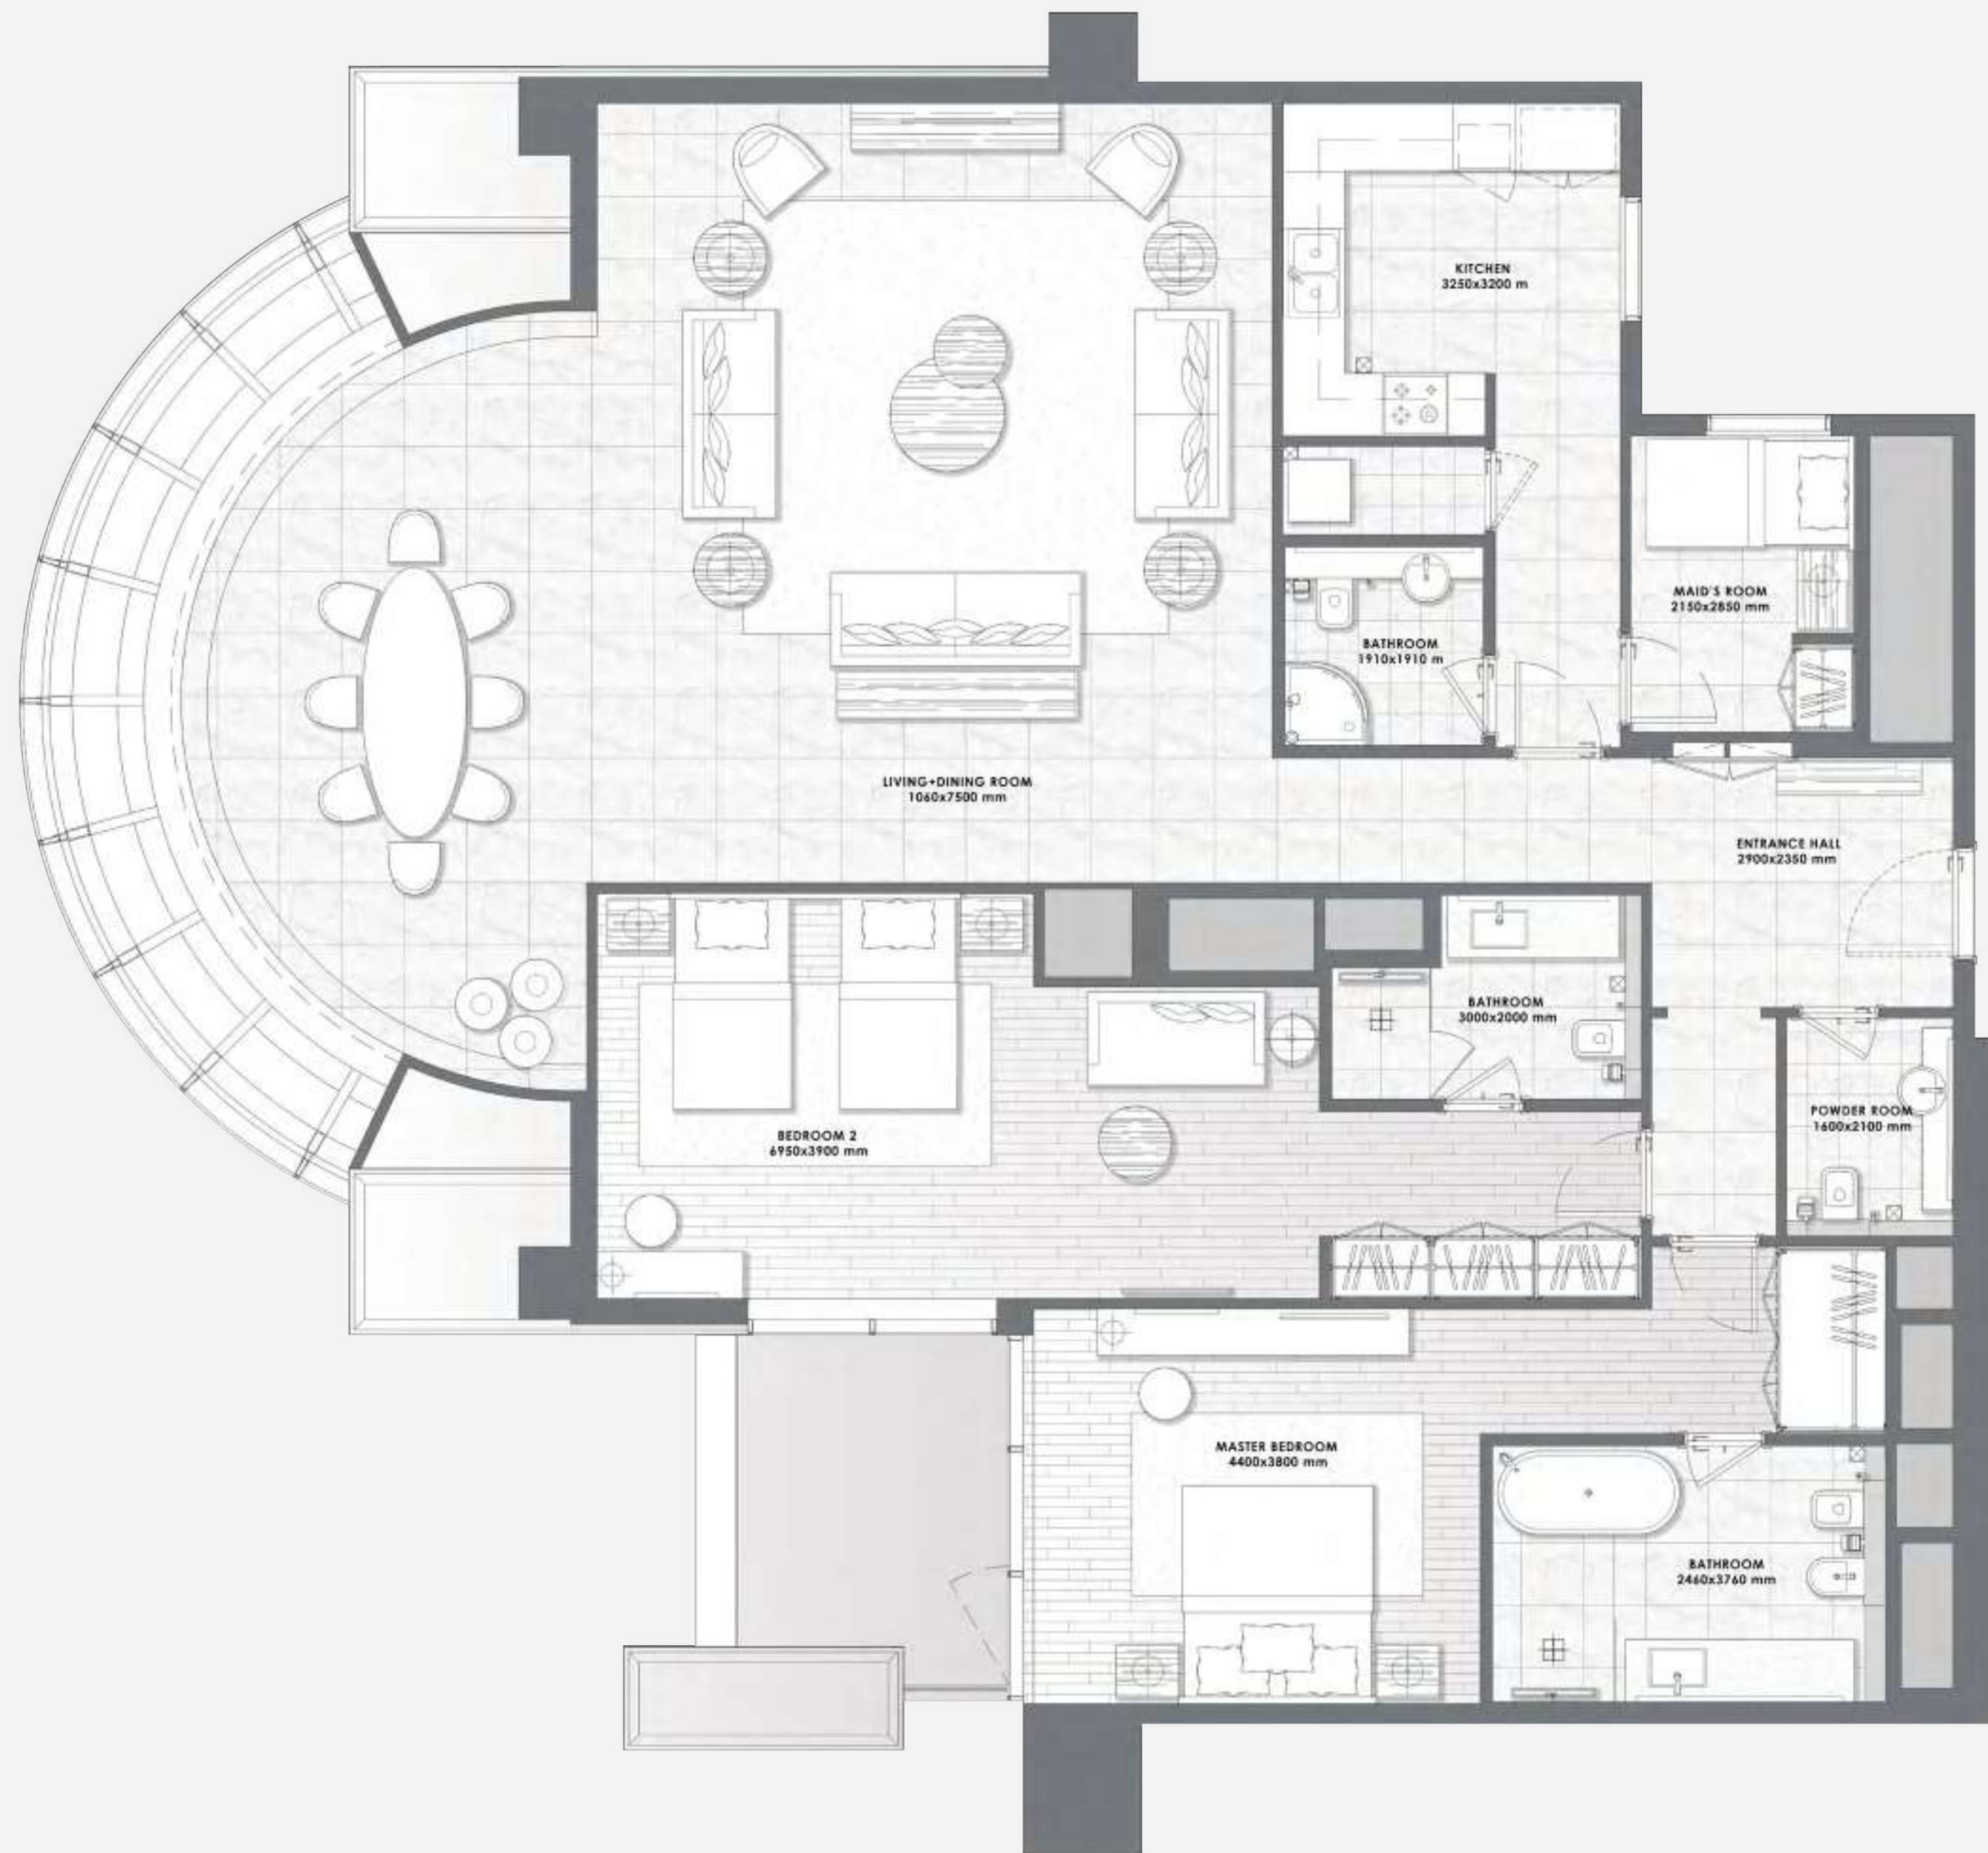 KITCHEN
3250x3200 m
MAID'S ROOM
2150x2850 mm
BATHROOM
1910x1910 m
LIVING+DINING ROOM
1060x7500 mm
ENTRANCE HALL
2900x2350 mm
BATHROOM
3000x2000 mm
POWDER ROOM
1600x2100 mm
BEDROOM 2
6950x3900 mm
MASTER BEDROOM
4400x3800 mm
BATHROOM
2460x3760 mm